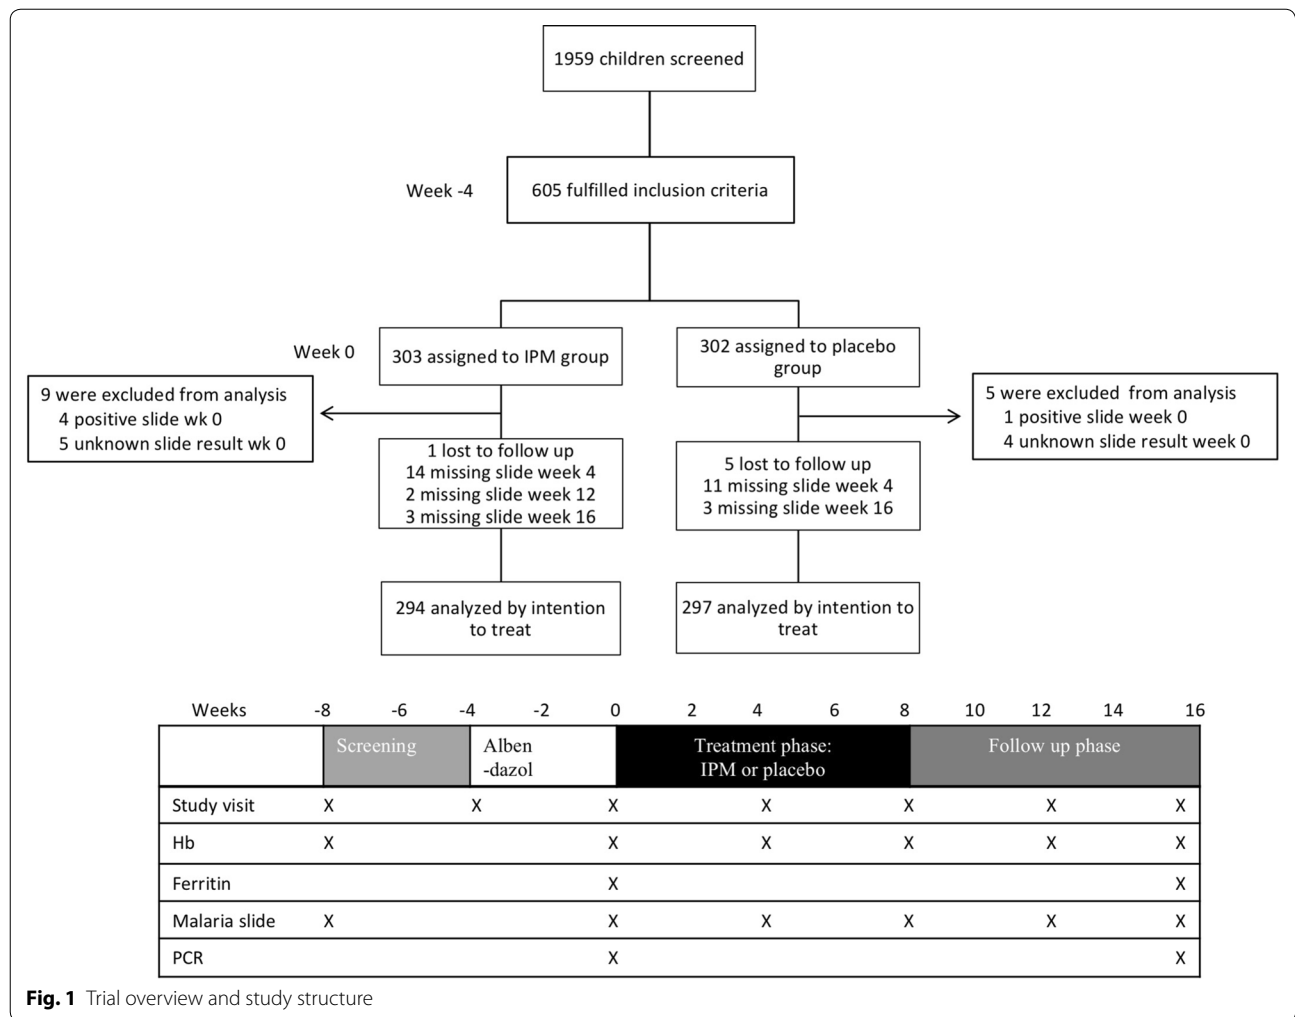 1959 children screened
Week -4
605 fulfilled inclusion criteria
Week 0
303 assigned to IPM group
302 assigned to placebo
group
9 were excluded from analysis
4 positive slide wk 0
5 unknown slide result wk 0
5 were excluded from analysis
1 positive slide week 0
4 unknown slide result week 0
1 lost to follow up
14 missing slide week 4
2 missing slide week 12
3 missing slide week 16
5 lost to follow up
11 missing slide week 4
3 missing slide week 16
294 analyzed by intention
to treat
297 analyzed by intention to
treat
Weeks -8 -6 -4 -2 0 2 4 6 8 10 12 14 16
Screening
Alben
-dazol
Treatment phase:
IPM or placebo
Follow up phase
Study visit X X X X X X X
Hb X X X X X X
Ferritin X X
Malaria slide X X X X X X
PCR X X
Fig. 1 Trial overview and study structure